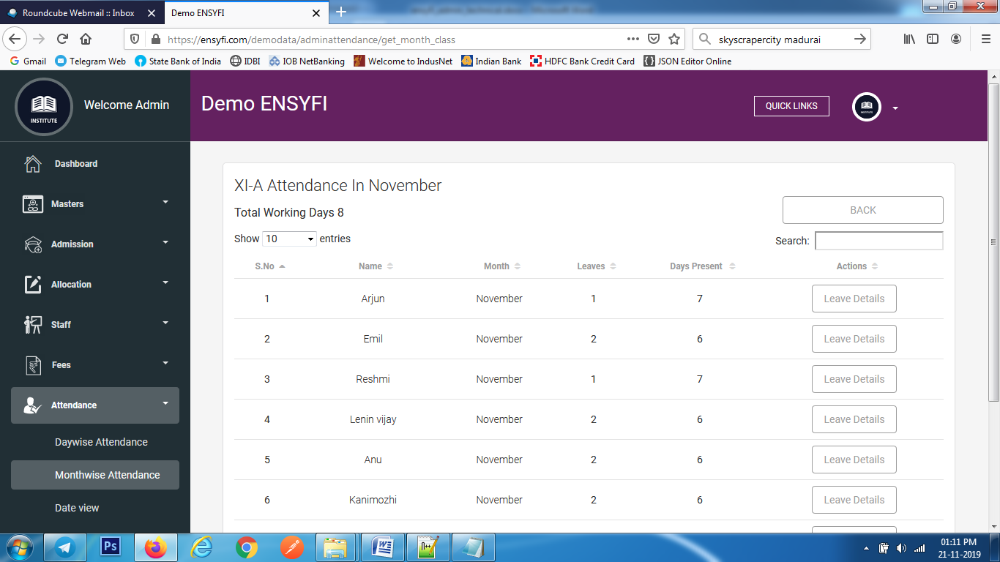 Roundcube Webmail :: Inbox
Demo ENSYFI
https://ensyfi.com/demodata/adminattendance/get_month_class
skyscrapercity madurai
Gmail Telegram Web State Bank of India IDBI IOB NetBanking Welcome to IndusNet Indian Bank HDFC Bank Credit Card JSON Editor Online
INSTITUTE
Welcome Admin
Demo ENSYFI
QUICK LINKS
Dashboard
Masters
Admission
Allocation
Staff
Fees
Attendance
Daywise Attendance
Monthwise Attendance
Date view
XI-A Attendance In November
Total Working Days 8
BACK
Show 10 entries
Search:
S.No Name Month Leaves Days Present Actions
1 Arjun November 1 7 Leave Details
2 Emil November 2 6 Leave Details
3 Reshmi November 1 7 Leave Details
4 Lenin vijay November 2 6 Leave Details
5 Anu November 2 6 Leave Details
6 Kanimozhi November 2 6 Leave Details
Ps
W
01:11 PM
21-11-2019